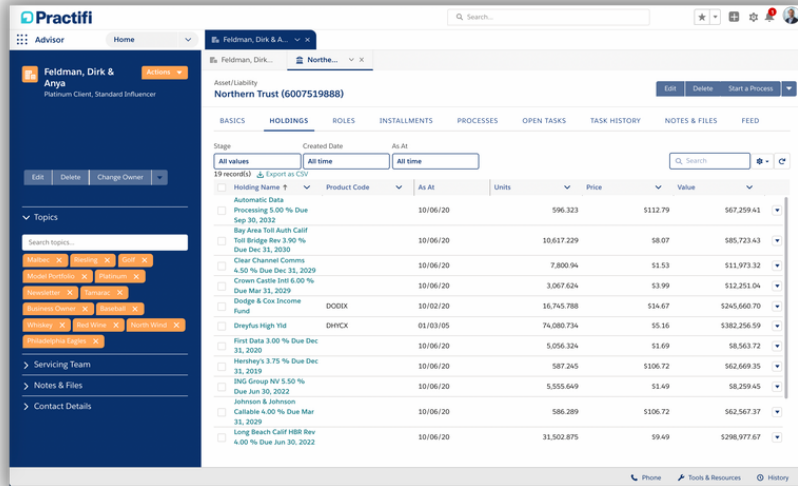 Practifi
Search...
Advisor
Home
Feldman, Dirk & A...
Feldman, Dirk...
Northe...
Feldman, Dirk & Anya
Actions
Platinum Client, Standard Influencer
Edit Delete Change Owner
Topics
Search topics...
Malbec Riesling Golf
Model Portfolio Platinum
Newsletter Tamarac
Business Owner Baseball
Whiskey Red Wine North Wind
Philadelphia Eagles
Servicing Team
Notes & Files
Contact Details
Asset/Liability
Northern Trust (6007519888)
Edit Delete Start a Process
BASICS HOLDINGS ROLES INSTALLMENTS PROCESSES OPEN TASKS TASK HISTORY NOTES & FILES FEED
Stage Created Date As At
All values All time All time
Search
19 record(s) Export as CSV
Holding Name Product Code As At Units Price Value
Automatic Data
Processing 5.00 % Due
Sep 30, 2032
10/06/20 596.323 $112.79 $67,259.41
Bay Area Toll Auth Calif
Toll Bridge Rev 3.90 %
Due Dec 31, 2030
10/06/20 10,617.229 $8.07 $85,723.43
Clear Channel Comms
4.50 % Due Dec 31, 2029
10/06/20 7,800.94 $1.53 $11,973.32
Crown Castle Intl 6.00 %
Due Mar 31, 2029
10/06/20 3,067.624 $3.99 $12,251.04
Dodge & Cox Income
Fund
DODIX 10/02/20 16,745.788 $14.67 $245,660.70
Dreyfus High Yld DHYCX 01/03/05 74,080.734 $5.16 $382,256.59
First Data 3.00 % Due Dec
31, 2020
10/06/20 5,056.324 $1.69 $8,563.72
Hershey's 3.75 % Due Dec
31, 2019
10/06/20 587.245 $106.72 $62,669.35
ING Group NV 5.50 %
Due Jun 30, 2022
10/06/20 5,555.649 $1.49 $8,259.45
Johnson & Johnson
Callable 4.00 % Due Mar
31, 2029
10/06/20 586.289 $106.72 $62,567.37
Long Beach Calif HBR Rev
4.00 % Due Jun 30, 2022
10/06/20 31,502.875 $9.49 $298,977.67
Phone Tools & Resources History